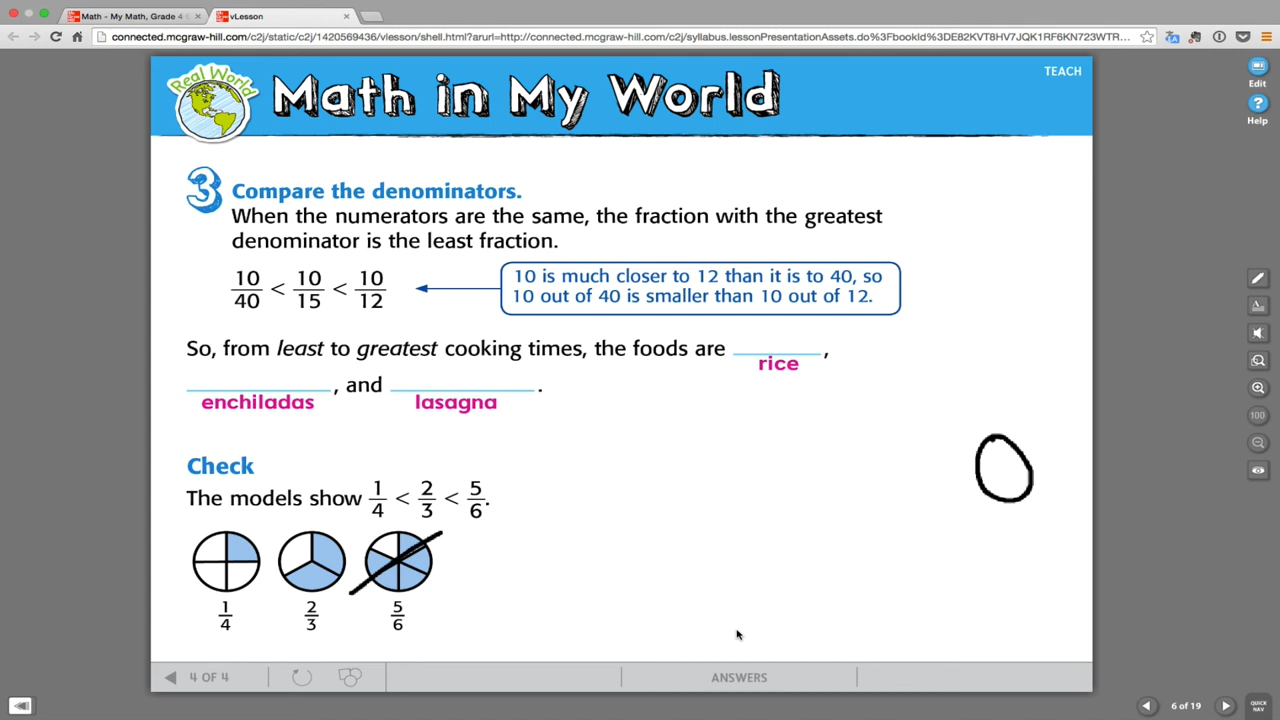 Math - My Math, Grade 4
vLesson
connected.mcgraw-hill.com/c2j/static/c2j/1420569436/vlesson/shell.html?arurl=http://connected.mcgraw-hill.com/c2j/syllabus.lessonPresentationAssets.do%3FbookId%3DE82KVT8HV7JQK1RF6KN723WTR...
Real World
Math in My World
TEACH
Edit
Help
3 Compare the denominators.
When the numerators are the same, the fraction with the greatest
denominator is the least fraction.
10/40 < 10/15 < 10/12
10 is much closer to 12 than it is to 40, so
10 out of 40 is smaller than 10 out of 12.
So, from least to greatest cooking times, the foods are ,
rice
, and .
enchiladas lasagna
100
Check
The models show 1/4 < 2/3 < 5/6.
1/4 2/3 5/6
4 OF 4
ANSWERS
6 of 19
QUICK
NAV